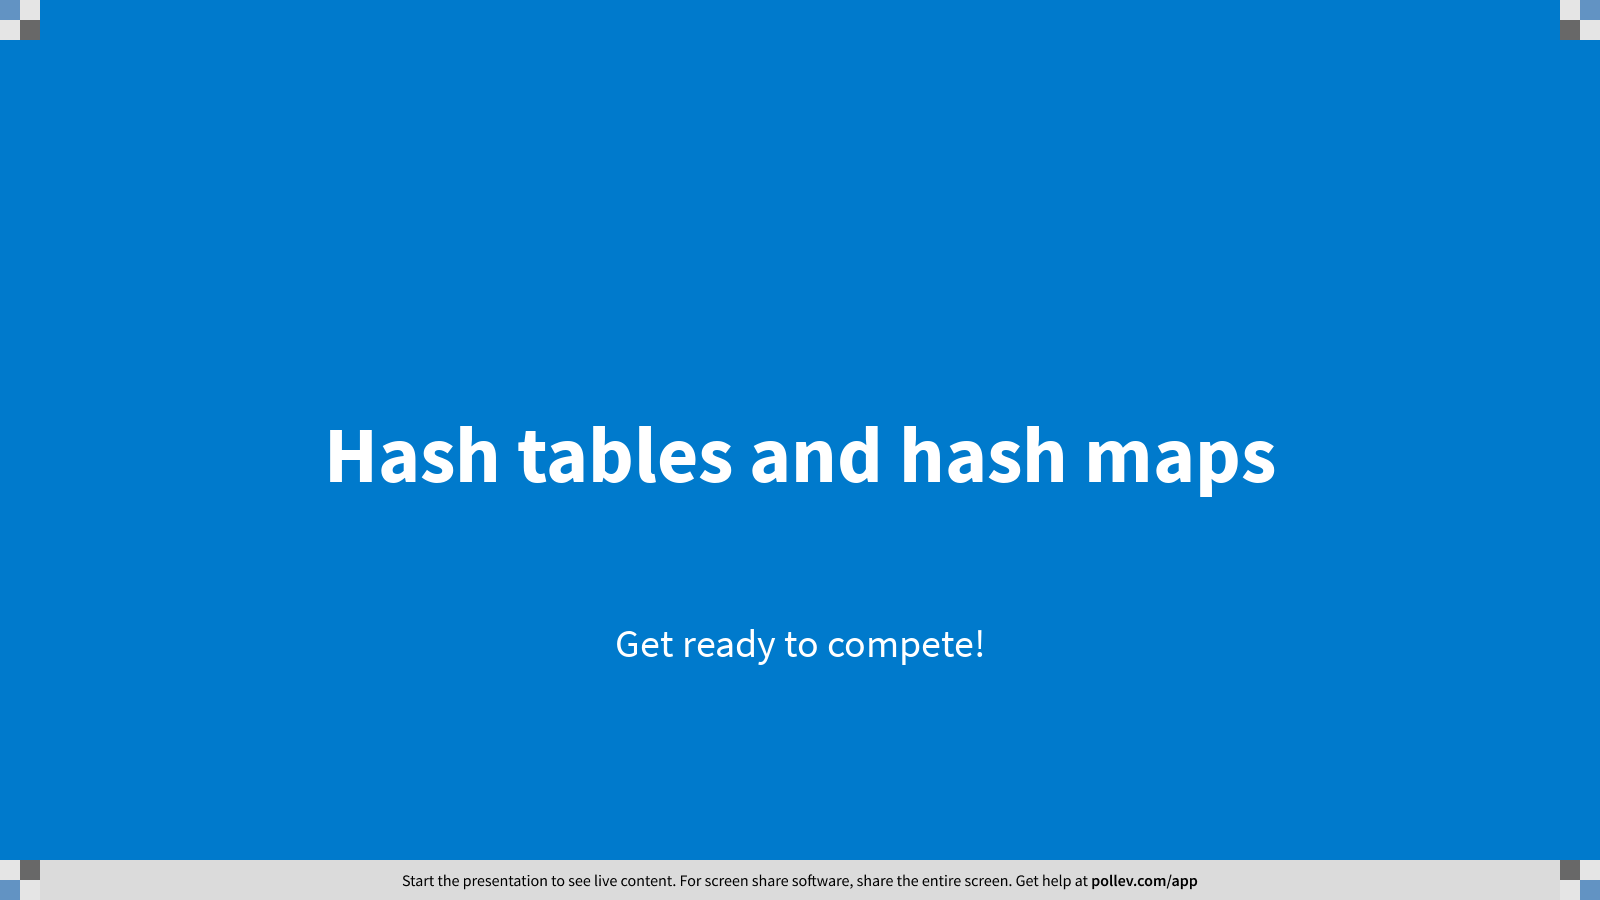 Hash tables and hash maps
Get ready to compete!
Start the presentation to see live content. For screen share software, share the entire screen. Get help at pollev.com/app